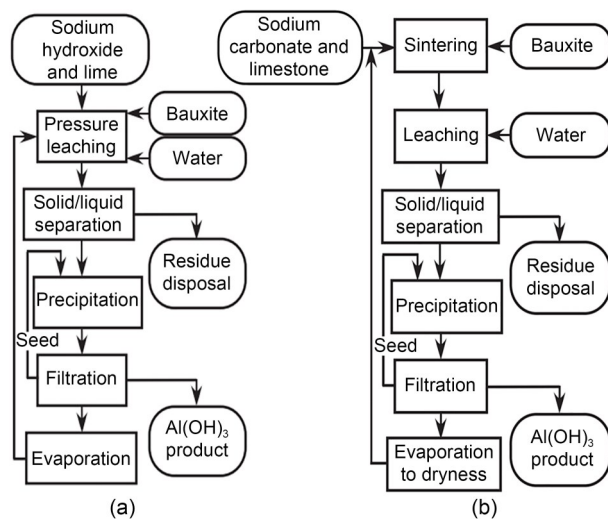 Sodium
hydroxide
and lime
Bauxite
Pressure
leaching
Water
Solid/liquid
separation
Residue
disposal
Precipitation
Seed
Filtration
Al(OH)₃
product
Evaporation
(a)
Sodium
carbonate and
limestone
Sintering
Bauxite
Leaching
Water
Solid/liquid
separation
Residue
disposal
Precipitation
Seed
Filtration
Al(OH)₃
product
Evaporation
to dryness
(b)